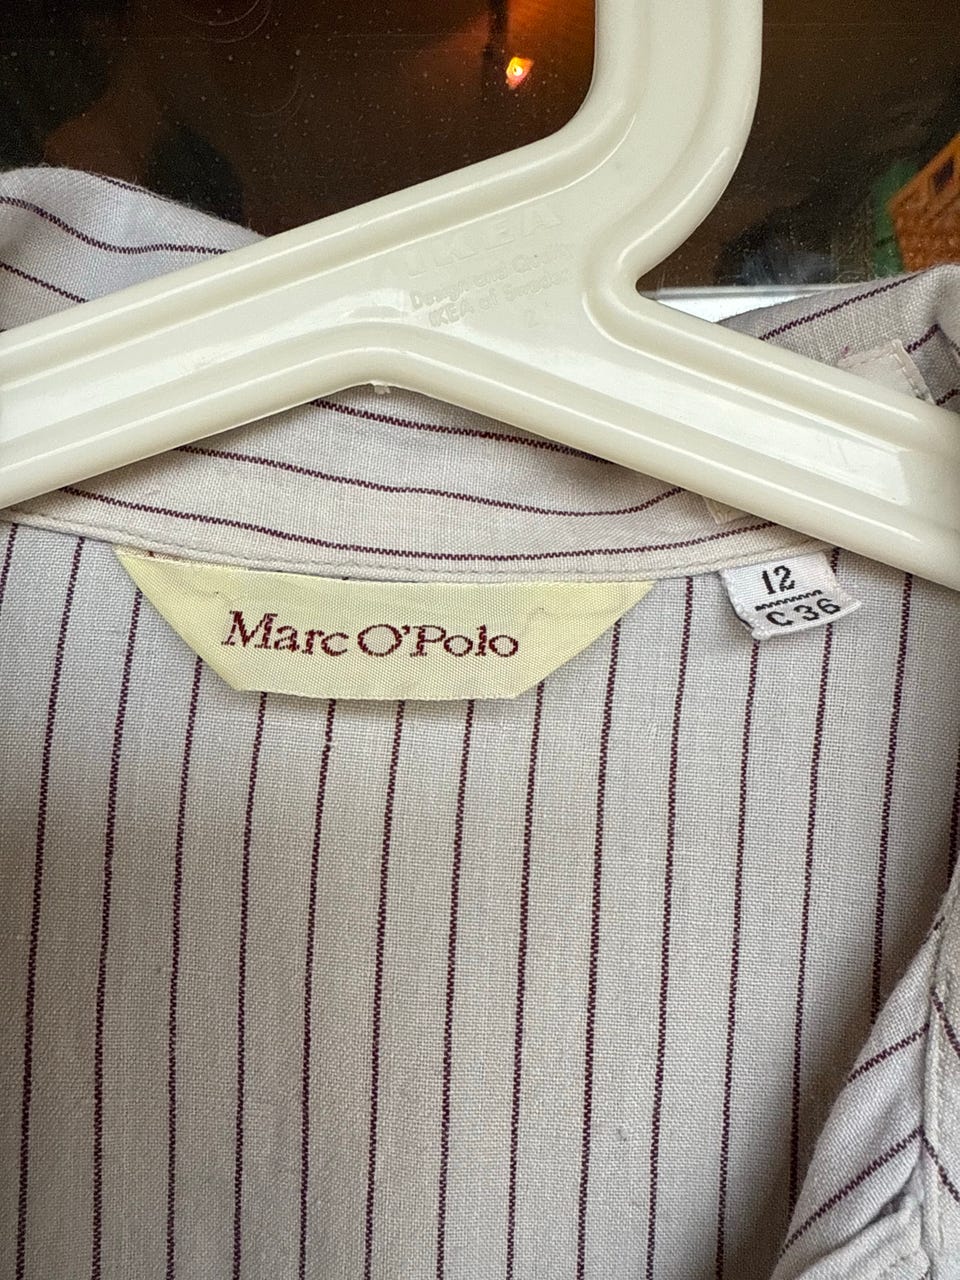 IKEA
Design and Quality
IKEA of Sweden
Marc O'Polo
12
C 36